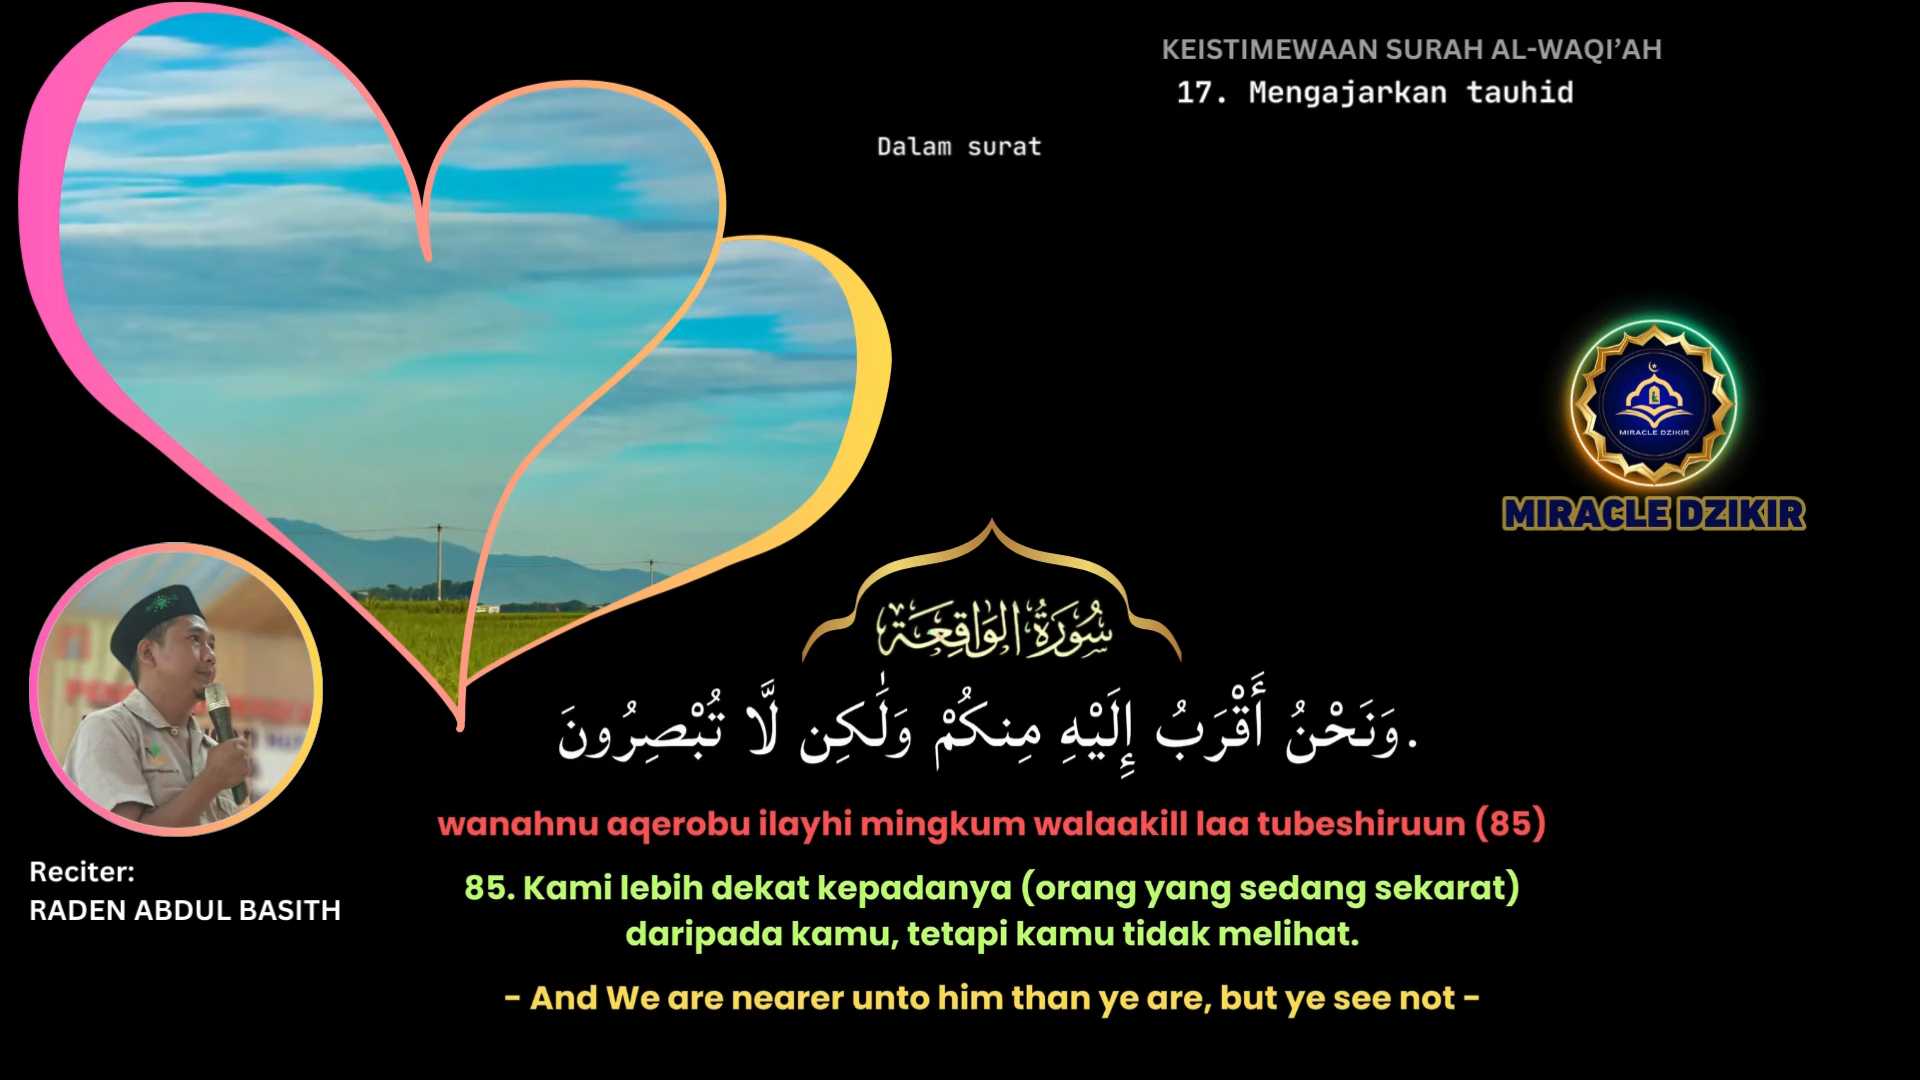 KEISTIMEWAAN SURAH AL-WAQI’AH
17. Mengajarkan tauhid
Dalam surat
MIRACLE DZIKIR
MIRACLE DZIKIR
سُورَةُ الوَاقِعَة
وَنَحْنُ أَقْرَبُ إِلَيْهِ مِنكُمْ وَلَٰكِن لَّا تُبْصِرُونَ.
wanahnu aqerobu ilayhi mingkum walaakill laa tubeshiruun (85)
85. Kami lebih dekat kepadanya (orang yang sedang sekarat)
daripada kamu, tetapi kamu tidak melihat.
- And We are nearer unto him than ye are, but ye see not -
Reciter:
RADEN ABDUL BASITH